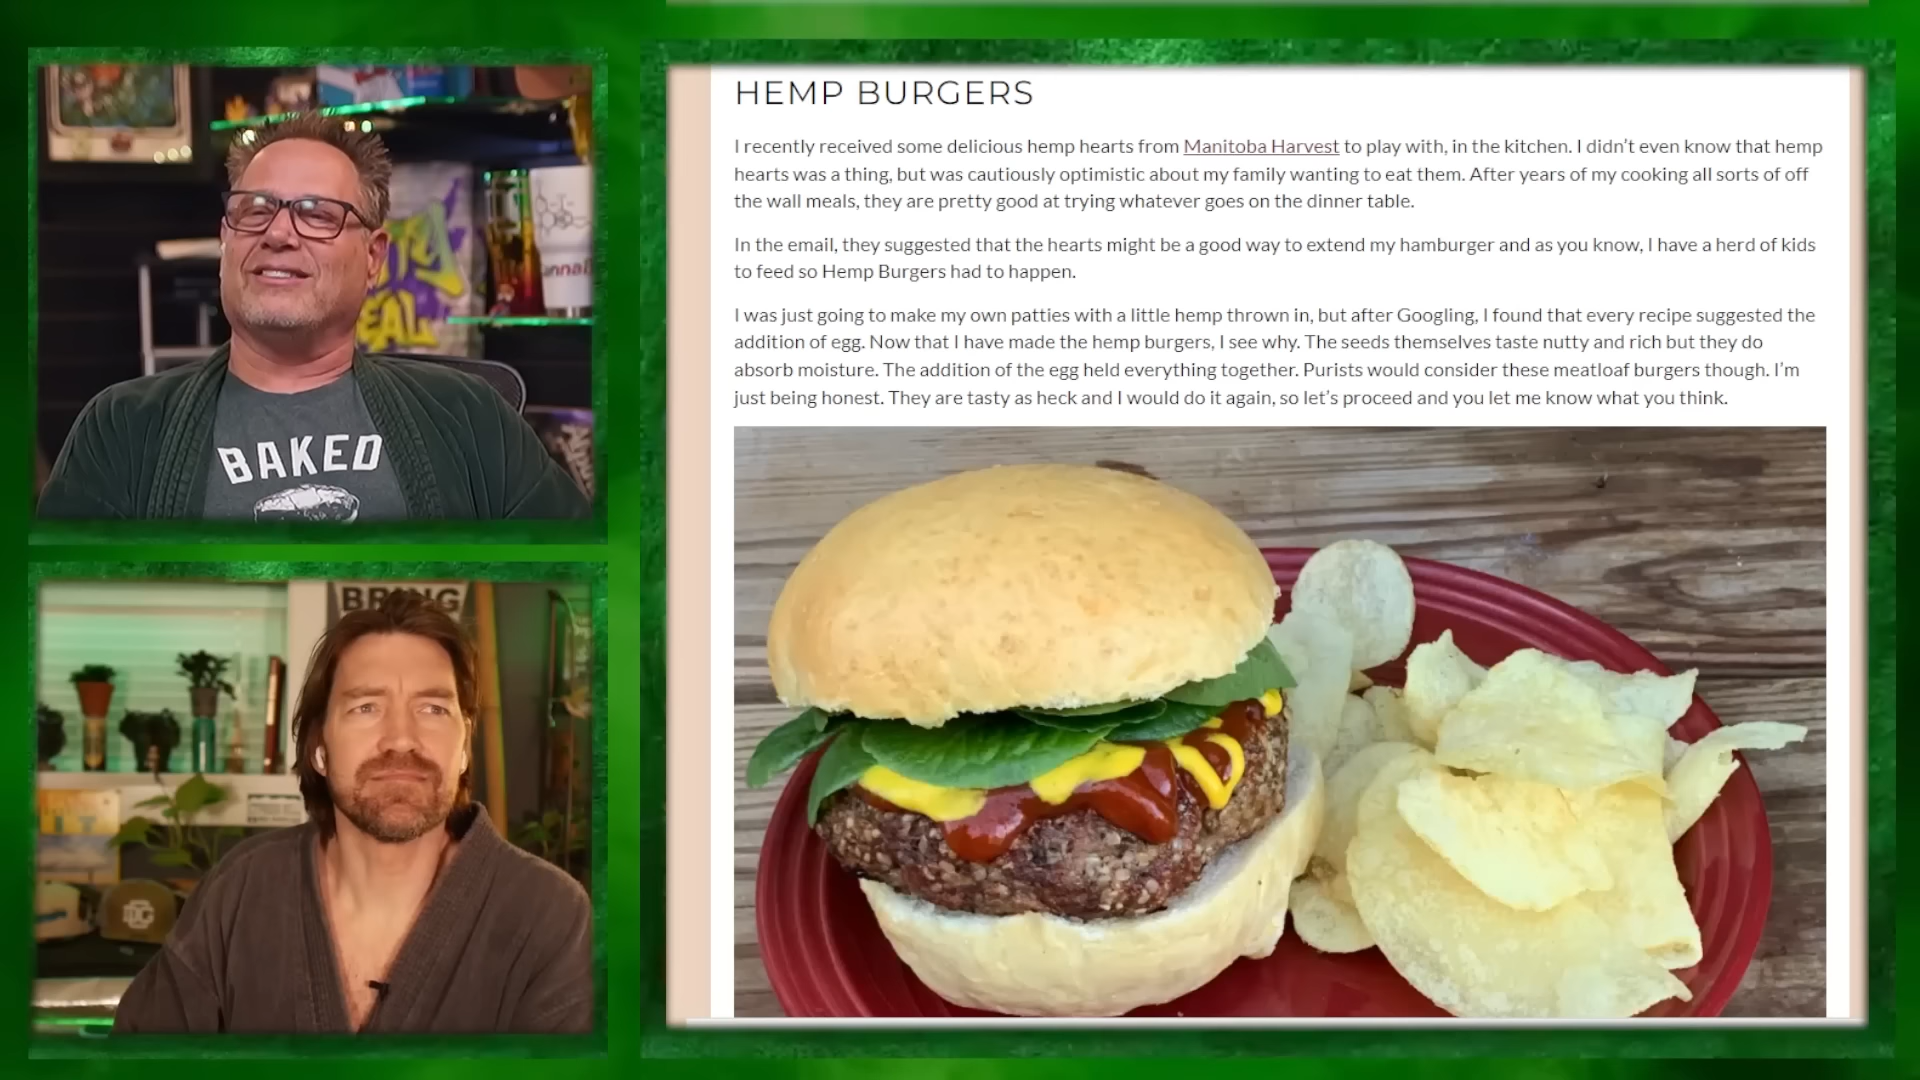 HEMP BURGERS
I recently received some delicious hemp hearts from Manitoba Harvest to play with, in the kitchen. I didn’t even know that hemp
hearts was a thing, but was cautiously optimistic about my family wanting to eat them. After years of my cooking all sorts of off
the wall meals, they are pretty good at trying whatever goes on the dinner table.
In the email, they suggested that the hearts might be a good way to extend my hamburger and as you know, I have a herd of kids
to feed so Hemp Burgers had to happen.
I was just going to make my own patties with a little hemp thrown in, but after Googling, I found that every recipe suggested the
addition of egg. Now that I have made the hemp burgers, I see why. The seeds themselves taste nutty and rich but they do
absorb moisture. The addition of the egg held everything together. Purists would consider these meatloaf burgers though. I’m
just being honest. They are tasty as heck and I would do it again, so let’s proceed and you let me know what you think.
BAKED
BRING